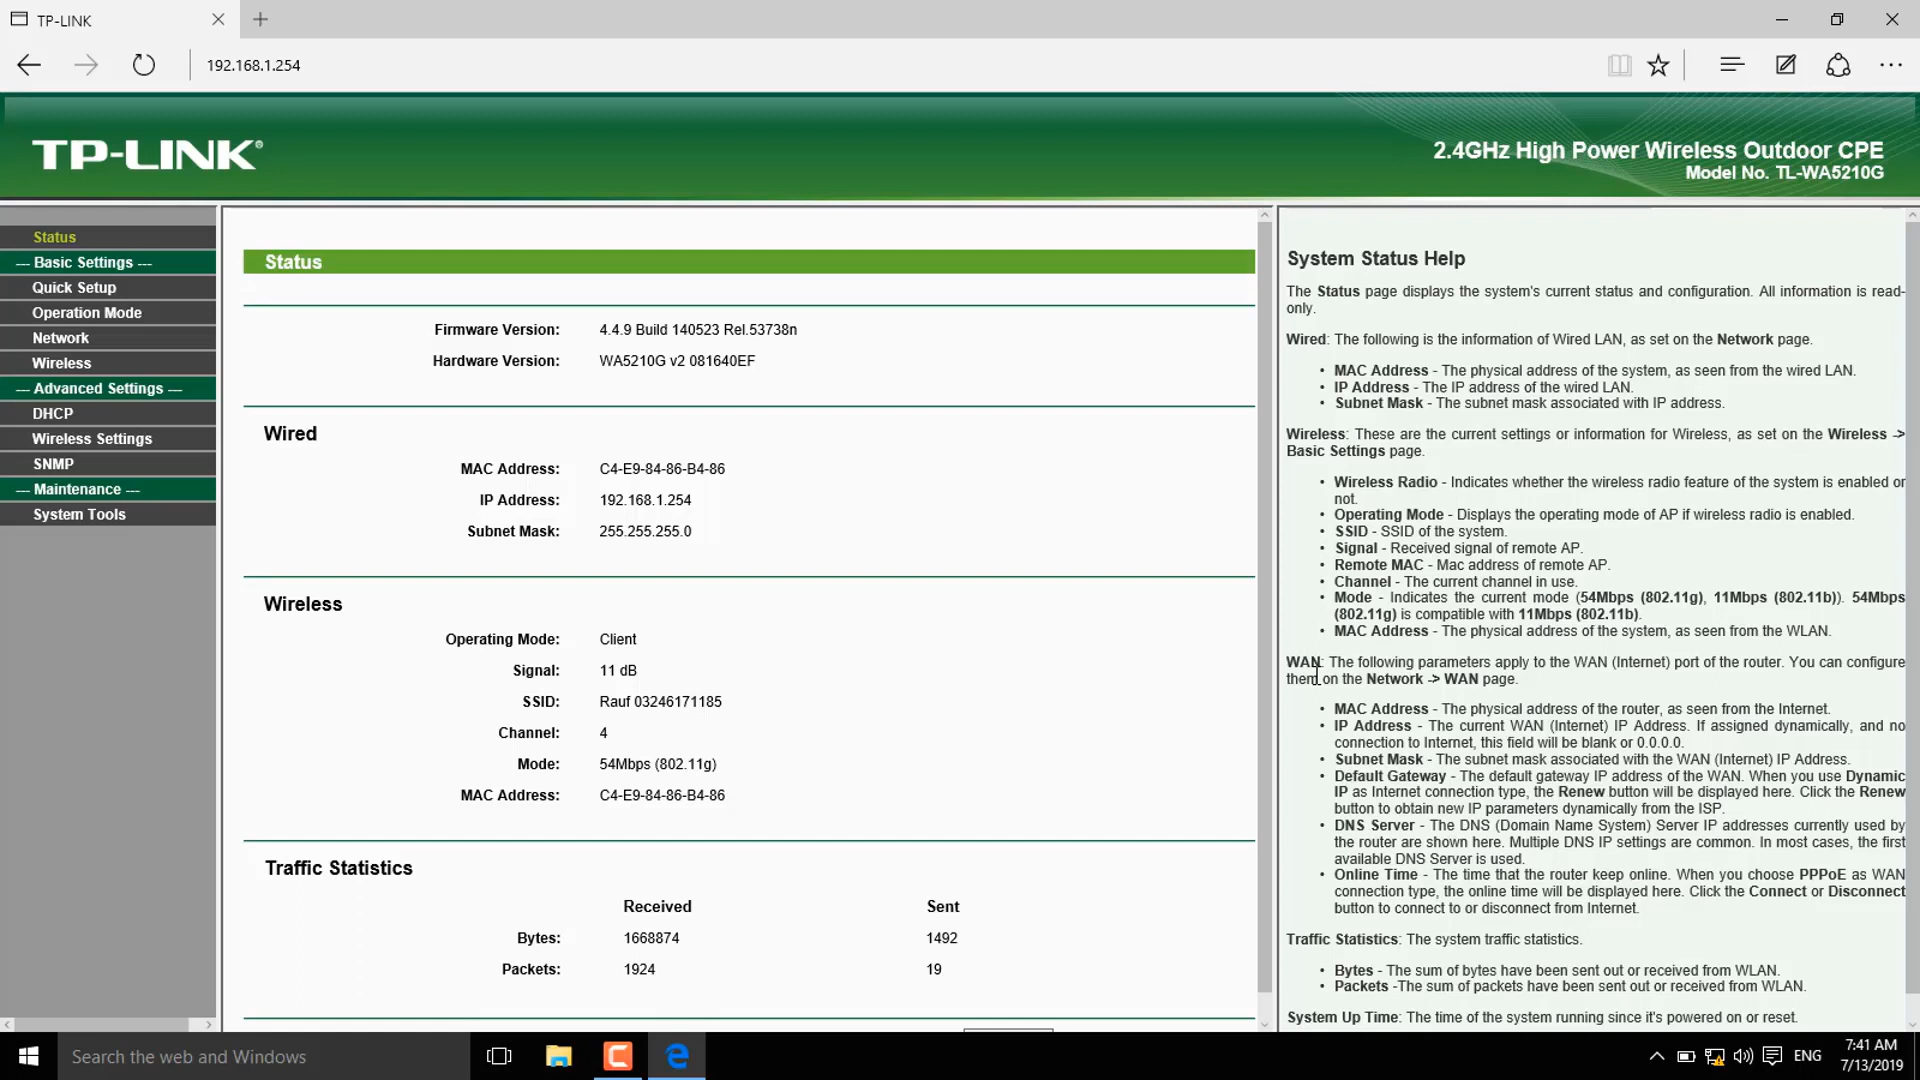 TP-LINK
192.168.1.254
TP-LINK®
2.4GHz High Power Wireless Outdoor CPE
Model No. TL-WA5210G
Status
--- Basic Settings ---
Quick Setup
Operation Mode
Network
Wireless
--- Advanced Settings ---
DHCP
Wireless Settings
SNMP
--- Maintenance ---
System Tools
Status
Firmware Version: 4.4.9 Build 140523 Rel.53738n
Hardware Version: WA5210G v2 081640EF
Wired
MAC Address: C4-E9-84-86-B4-86
IP Address: 192.168.1.254
Subnet Mask: 255.255.255.0
Wireless
Operating Mode: Client
Signal: 11 dB
SSID: Rauf 03246171185
Channel: 4
Mode: 54Mbps (802.11g)
MAC Address: C4-E9-84-86-B4-86
Traffic Statistics
Received Sent
Bytes: 1668874 1492
Packets: 1924 19
System Status Help
The Status page displays the system's current status and configuration. All information is read-
only.
Wired: The following is the information of Wired LAN, as set on the Network page.
• MAC Address - The physical address of the system, as seen from the wired LAN.
• IP Address - The IP address of the wired LAN.
• Subnet Mask - The subnet mask associated with IP address.
Wireless: These are the current settings or information for Wireless, as set on the Wireless ->
Basic Settings page.
• Wireless Radio - Indicates whether the wireless radio feature of the system is enabled or
not.
• Operating Mode - Displays the operating mode of AP if wireless radio is enabled.
• SSID - SSID of the system.
• Signal - Received signal of remote AP.
• Remote MAC - Mac address of remote AP.
• Channel - The current channel in use.
• Mode - Indicates the current mode (54Mbps (802.11g), 11Mbps (802.11b)). 54Mbps
(802.11g) is compatible with 11Mbps (802.11b).
• MAC Address - The physical address of the system, as seen from the WLAN.
WAN: The following parameters apply to the WAN (Internet) port of the router. You can configure
them on the Network -> WAN page.
• MAC Address - The physical address of the router, as seen from the Internet.
• IP Address - The current WAN (Internet) IP Address. If assigned dynamically, and no
connection to Internet, this field will be blank or 0.0.0.0.
• Subnet Mask - The subnet mask associated with the WAN (Internet) IP Address.
• Default Gateway - The default gateway IP address of the WAN. When you use Dynamic
IP as Internet connection type, the Renew button will be displayed here. Click the Renew
button to obtain new IP parameters dynamically from the ISP.
• DNS Server - The DNS (Domain Name System) Server IP addresses currently used by
the router are shown here. Multiple DNS IP settings are common. In most cases, the first
available DNS Server is used.
• Online Time - The time that the router keep online. When you choose PPPoE as WAN
connection type, the online time will be displayed here. Click the Connect or Disconnect
button to connect to or disconnect from Internet.
Traffic Statistics: The system traffic statistics.
• Bytes - The sum of bytes have been sent out or received from WLAN.
• Packets -The sum of packets have been sent out or received from WLAN.
System Up Time: The time of the system running since it's powered on or reset.
Search the web and Windows
ENG
7:41 AM
7/13/2019